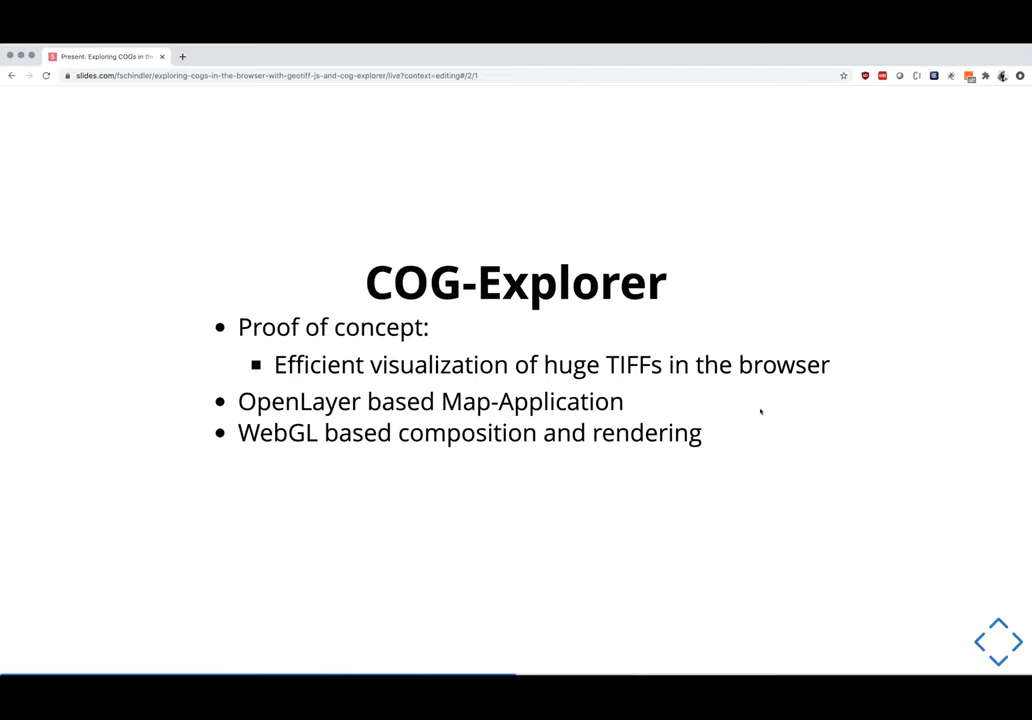 Present: Exploring COGs in th
slides.com/fschindler/exploring-cogs-in-the-browser-with-geotiff-js-and-cog-explorer/live?context=editing#/2/1
COG-Explorer
Proof of concept:
Efficient visualization of huge TIFFs in the browser
OpenLayer based Map-Application
WebGL based composition and rendering